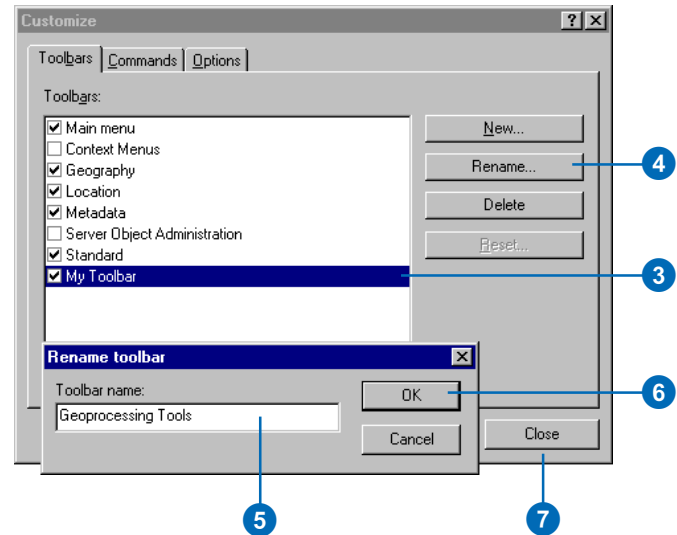 Customize
Toolbars Commands Options
Toolbars:
Main menu
Context Menus
Geography
Location
Metadata
Server Object Administration
Standard
My Toolbar
New...
Rename...
Delete
Reset...
4
3
Rename toolbar
Toolbar name:
Geoprocessing Tools
OK
Cancel
6
Close
5
7